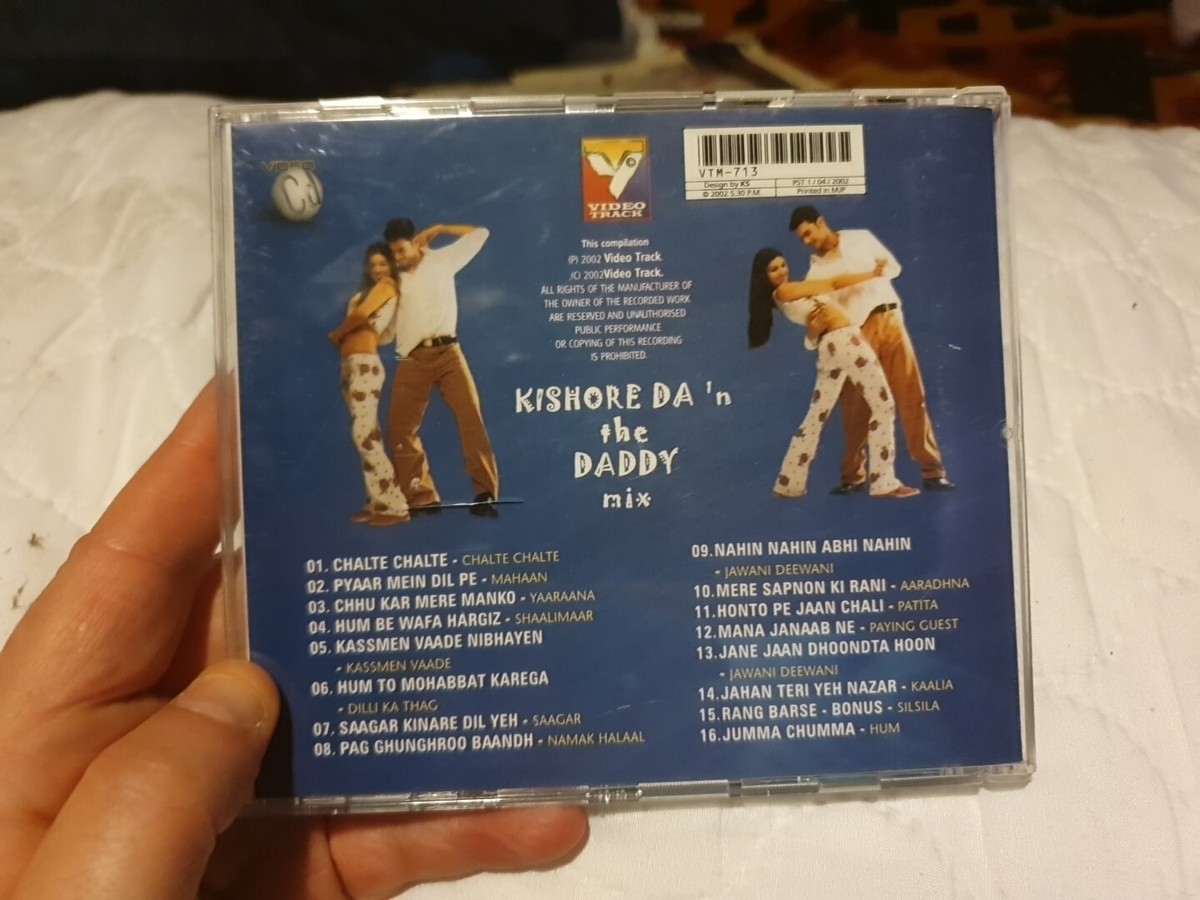 VIDEO
Cd
V©
VIDEO
TRACK
VTM-713
Design by KS
PST 1 / 04 / 2002
© 2002 S.30 P.M.
Printed in MJP
This compilation
(P) 2002 Video Track
.(C) 2002Video Track.
ALL RIGHTS OF THE MANUFACTURER OF
THE OWNER OF THE RECORDED WORK
ARE RESERVED AND UNAUTHORISED
PUBLIC PERFORMANCE
OR COPYING OF THIS RECORDING
IS PROHIBITED.
KISHORE DA 'n
the
DADDY
mix
01. CHALTE CHALTE - CHALTE CHALTE
02. PYAAR MEIN DIL PE - MAHAAN
03. CHHU KAR MERE MANKO - YAARAANA
04. HUM BE WAFA HARGIZ - SHAALIMAAR
05. KASSMEN VAADE NIBHAYEN
- KASSMEN VAADE
06. HUM TO MOHABBAT KAREGA
- DILLI KA THAG
07. SAAGAR KINARE DIL YEH - SAAGAR
08. PAG GHUNGHROO BAANDH - NAMAK HALAAL
09.NAHIN NAHIN ABHI NAHIN
- JAWANI DEEWANI
10.MERE SAPNON KI RANI - AARADHNA
11.HONTO PE JAAN CHALI - PATITA
12. MANA JANAAB NE - PAYING GUEST
13.JANE JAAN DHOONDTA HOON
- JAWANI DEEWANI
14.JAHAN TERI YEH NAZAR - KAALIA
15.RANG BARSE - BONUS - SILSILA
16.JUMMA CHUMMA - HUM